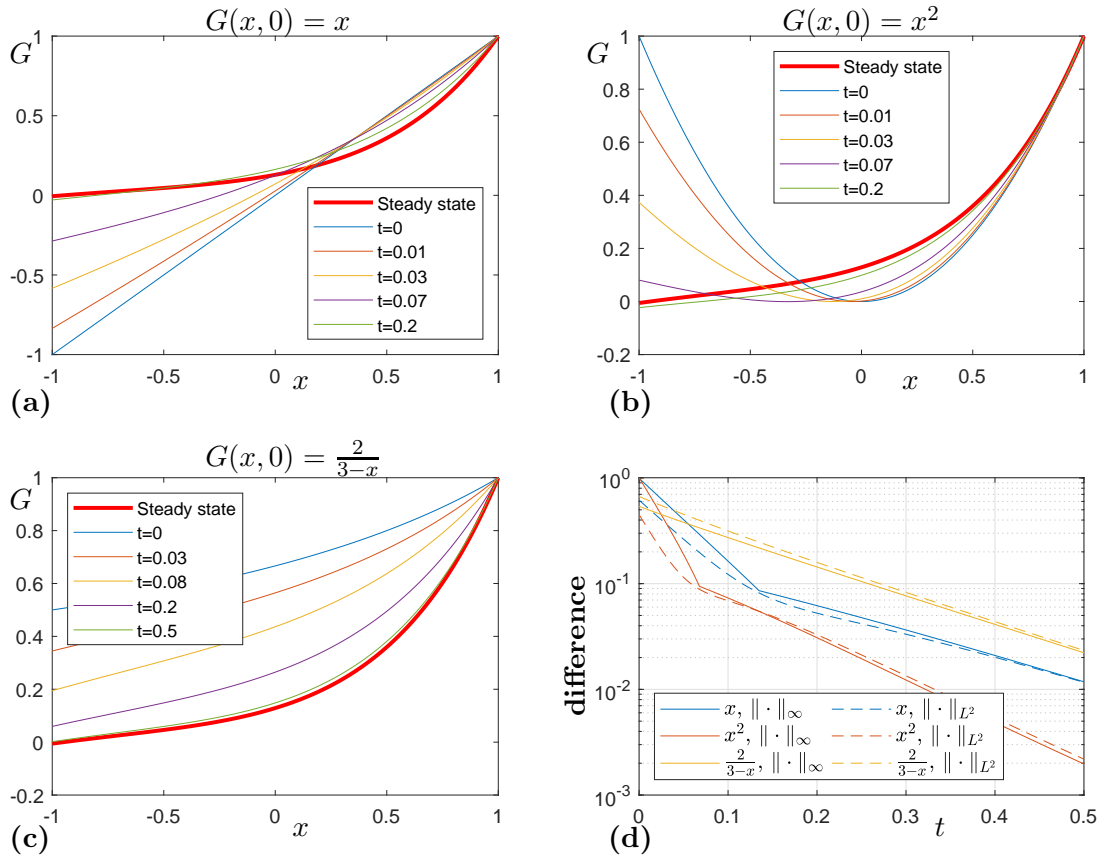 G(x, 0) = x
G
1
0.5
0
-0.5
-1
Steady state
t=0
t=0.01
t=0.03
t=0.07
t=0.2
-1 -0.5 0 0.5 1
x
(a)
G(x, 0) = x²
G
1
0.8
0.6
0.4
0.2
0
-0.2
Steady state
t=0
t=0.01
t=0.03
t=0.07
t=0.2
-1 -0.5 0 0.5 1
x
(b)
G(x, 0) = 2/(3−x)
G
1
0.8
0.6
0.4
0.2
0
-0.2
Steady state
t=0
t=0.03
t=0.08
t=0.2
t=0.5
-1 -0.5 0 0.5 1
x
(c)
difference
10⁰
10⁻¹
10⁻²
10⁻³
x, ‖ · ‖∞ x, ‖ · ‖L²
x², ‖ · ‖∞ x², ‖ · ‖L²
2/(3−x), ‖ · ‖∞ 2/(3−x), ‖ · ‖L²
0 0.1 0.2 0.3 0.4 0.5
t
(d)